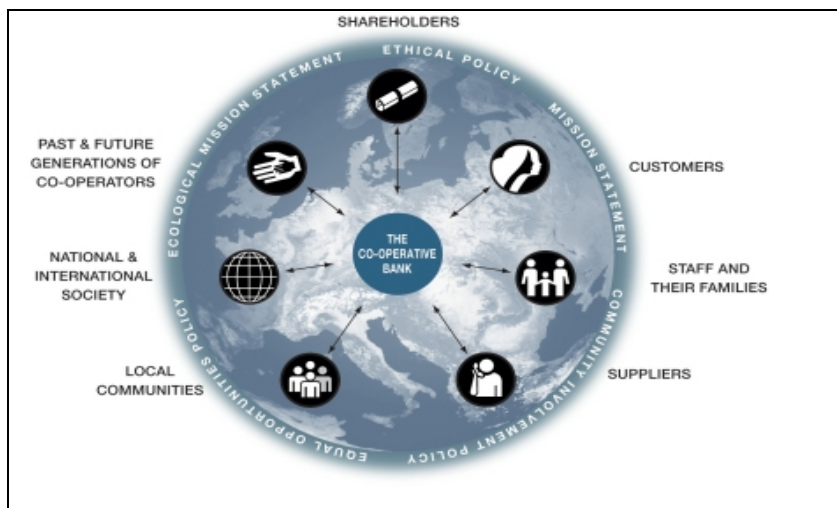 SHAREHOLDERS
ECOLOGICAL MISSION STATEMENT
ETHICAL POLICY
MISSION STATEMENT
PAST & FUTURE
GENERATIONS OF
CO-OPERATORS
CUSTOMERS
THE
CO-OPERATIVE
BANK
NATIONAL &
INTERNATIONAL
SOCIETY
STAFF AND
THEIR FAMILIES
LOCAL
COMMUNITIES
SUPPLIERS
EQUAL OPPORTUNITIES POLICY
COMMUNITY INVOLVEMENT POLICY